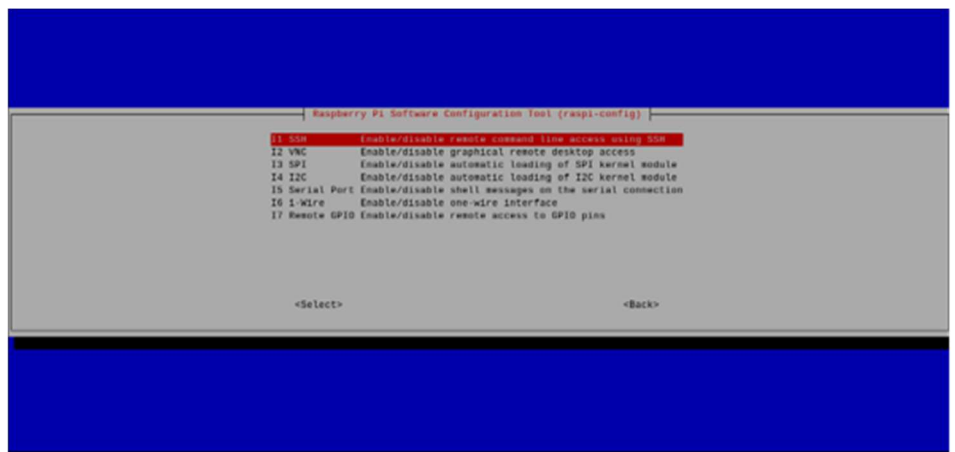 Raspberry Pi Software Configuration Tool (raspi-config)
I1 SSH Enable/disable remote command line access using SSH
I2 VNC Enable/disable graphical remote desktop access
I3 SPI Enable/disable automatic loading of SPI kernel module
I4 I2C Enable/disable automatic loading of I2C kernel module
I5 Serial Port Enable/disable shell messages on the serial connection
I6 1-Wire Enable/disable one-wire interface
I7 Remote GPIO Enable/disable remote access to GPIO pins
<Select> <Back>